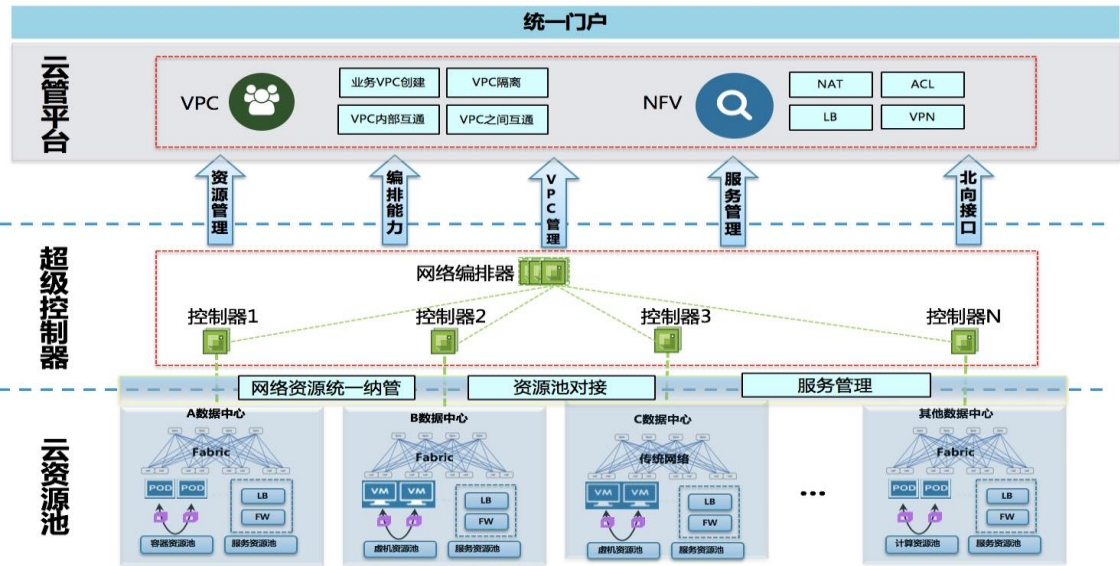 统一门户
云管平台
VPC
业务VPC创建
VPC隔离
VPC内部互通
VPC之间互通
NFV
NAT
ACL
LB
VPN
资源管理
编排能力
VPC管理
服务管理
北向接口
超级控制器
网络编排器
控制器1
控制器2
控制器3
控制器N
网络资源统一纳管
资源池对接
服务管理
云资源池
A数据中心
Fabric
POD
POD
LB
FW
容器资源池
服务资源池
B数据中心
Fabric
VM
VM
LB
FW
虚机资源池
服务资源池
C数据中心
传统网络
VM
VM
LB
FW
虚机资源池
服务资源池
...
其他数据中心
Fabric
POD
POD
LB
FW
计算资源池
服务资源池